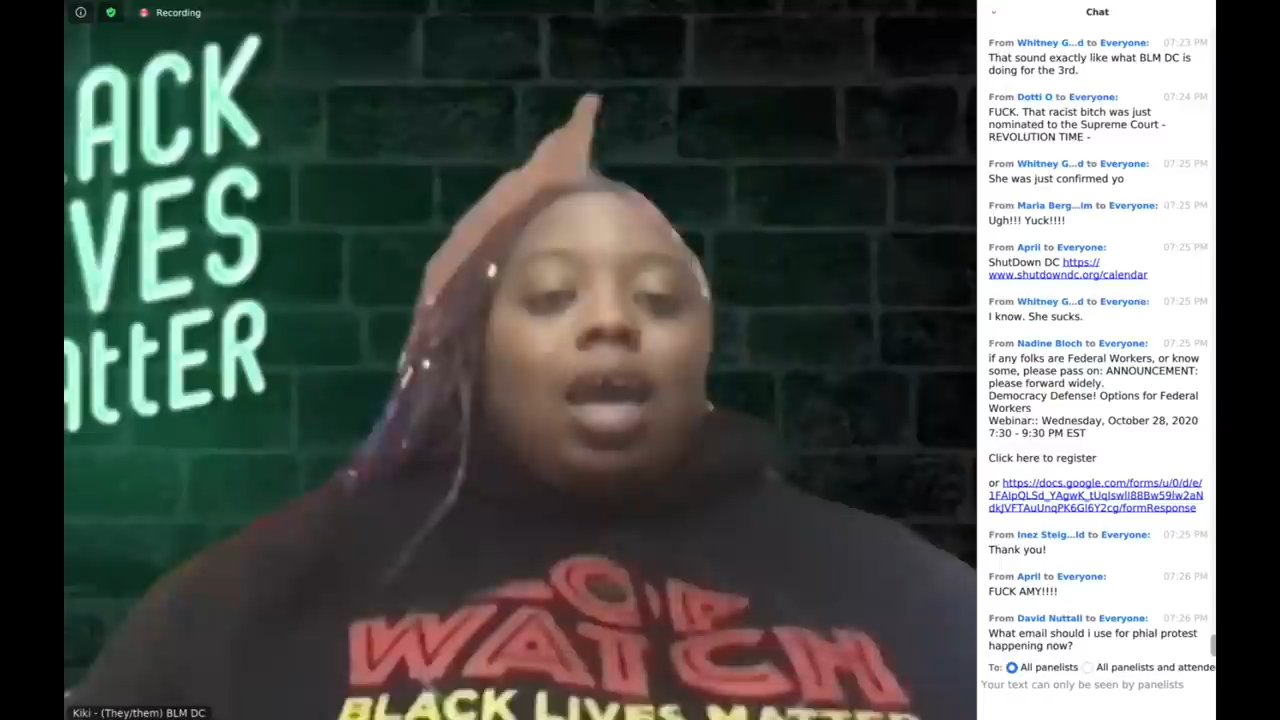 Recording
ACK
VES
AttER
COP
WATCH
BLACK LIVES MATTER
Kiki - (They/them) BLM DC
Chat
From Whitney G...d to Everyone: 07:23 PM
That sound exactly like what BLM DC is
doing for the 3rd.
From Dotti O to Everyone: 07:24 PM
FUCK. That racist bitch was just
nominated to the Supreme Court -
REVOLUTION TIME -
From Whitney G...d to Everyone: 07:25 PM
She was just confirmed yo
From Maria Berg...im to Everyone: 07:25 PM
Ugh!!! Yuck!!!!
From April to Everyone: 07:25 PM
ShutDown DC https://
www.shutdowndc.org/calendar
From Whitney G...d to Everyone: 07:25 PM
I know. She sucks.
From Nadine Bloch to Everyone: 07:25 PM
if any folks are Federal Workers, or know
some, please pass on: ANNOUNCEMENT:
please forward widely.
Democracy Defense! Options for Federal
Workers
Webinar:: Wednesday, October 28, 2020
7:30 - 9:30 PM EST
Click here to register
or https://docs.google.com/forms/u/0/d/e/
From Inez Steig...ld to Everyone: 07:25 PM
Thank you!
From April to Everyone: 07:26 PM
FUCK AMY!!!!
From David Nuttall to Everyone: 07:26 PM
What email should i use for phial protest
happening now?
To: All panelists All panelists and attende
Your text can only be seen by panelists